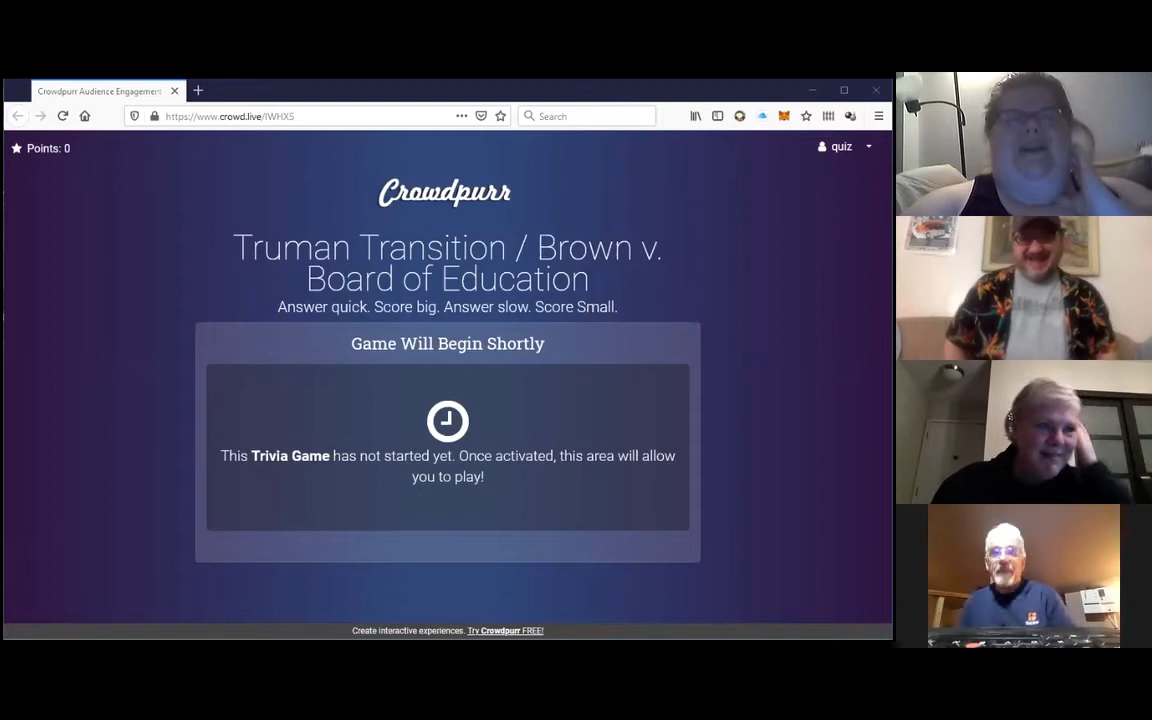 Crowdpurr Audience Engagement
https://www.crowd.live/IWHX5
Search
Points: 0
quiz
Crowdpurr
Truman Transition / Brown v.
Board of Education
Answer quick. Score big. Answer slow. Score Small.
Game Will Begin Shortly
This Trivia Game has not started yet. Once activated, this area will allow
you to play!
Create interactive experiences. Try Crowdpurr FREE!